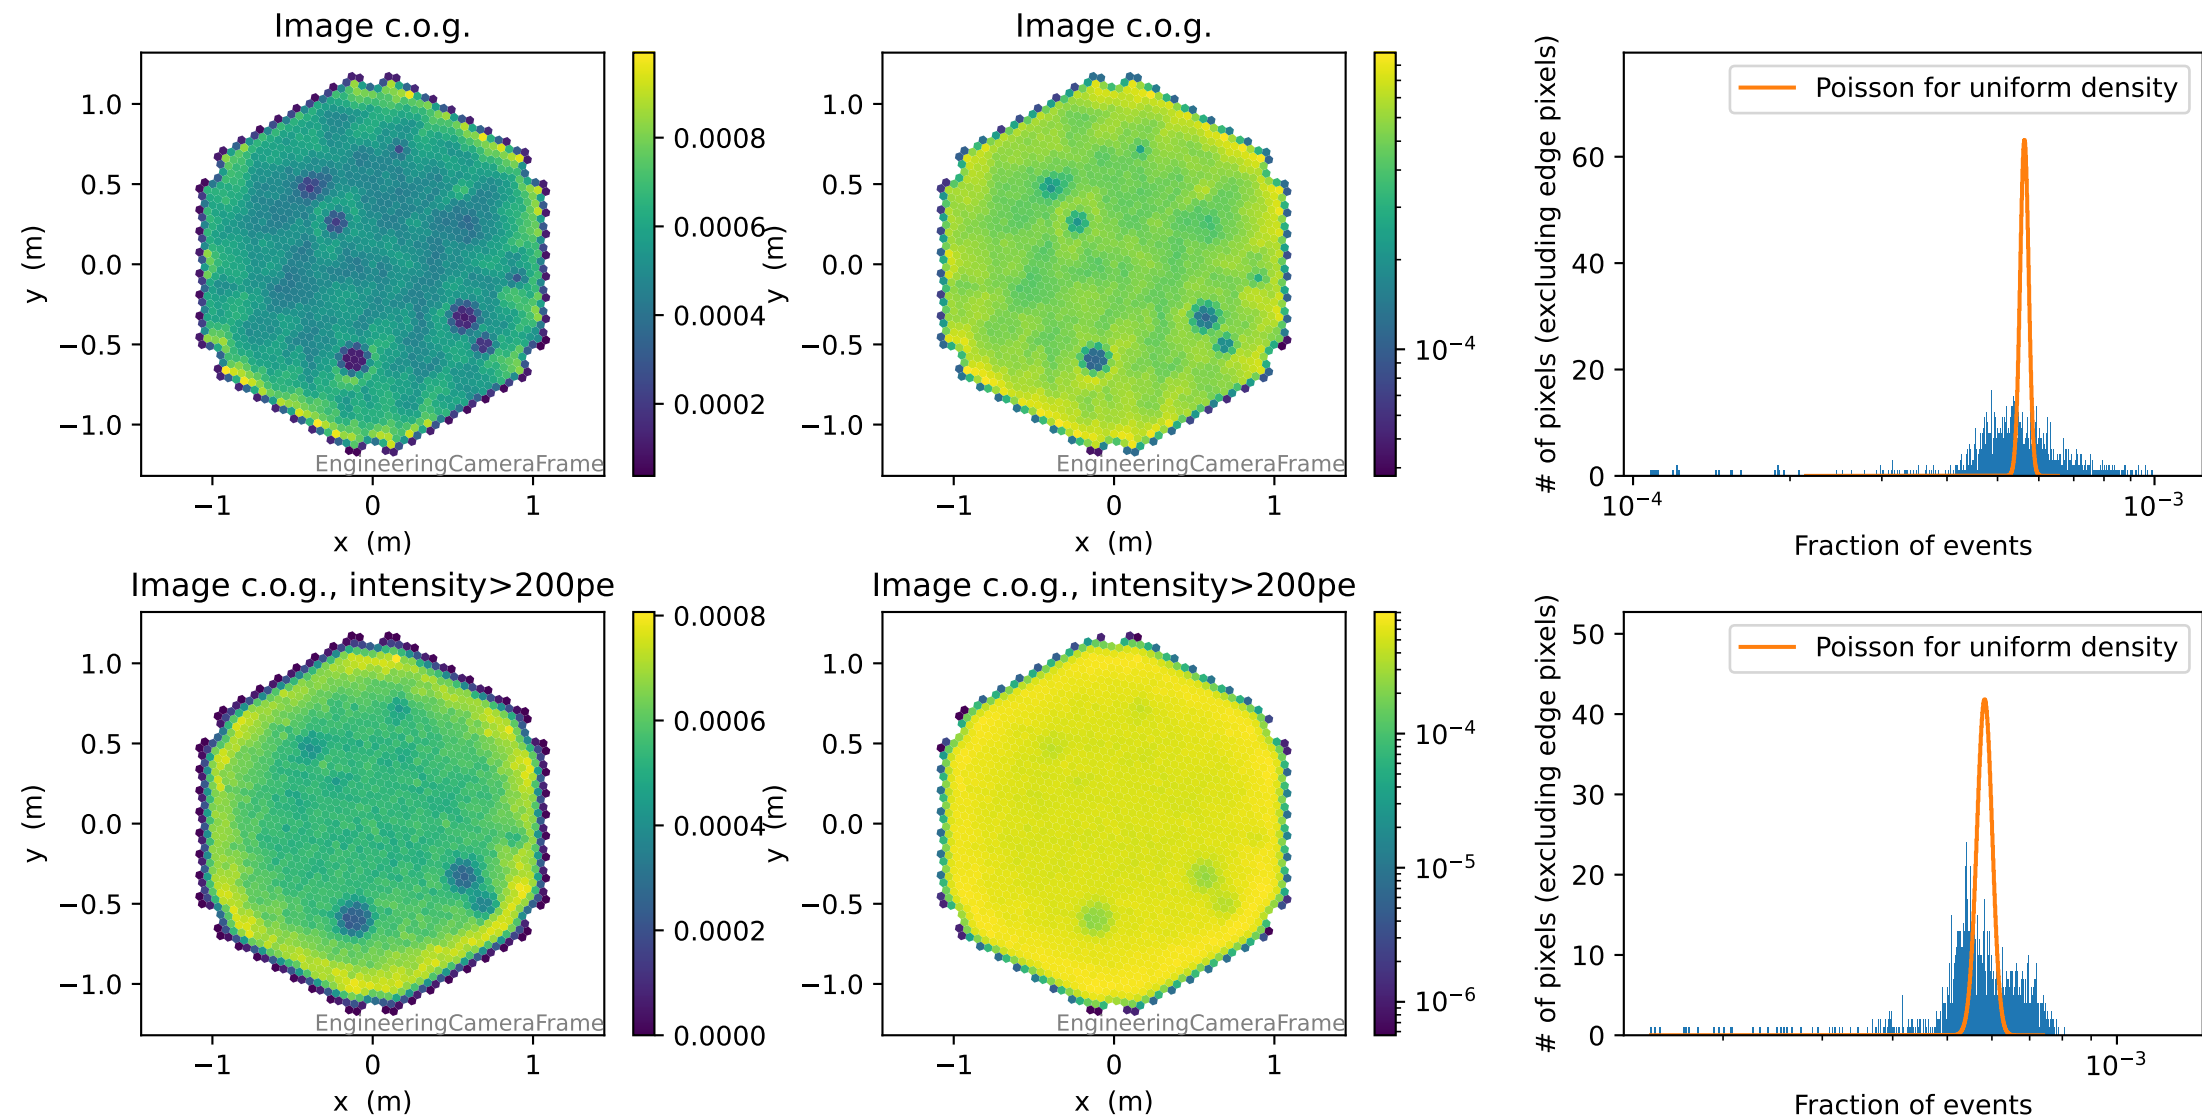 Image c.o.g.
1.0
0.5
0.0
−0.5
−1.0
y (m)
−1
0
1
x (m)
EngineeringCameraFrame
0.0008
0.0006
0.0004
0.0002
Image c.o.g.
1.0
0.5
0.0
−0.5
−1.0
y (m)
−1
0
1
x (m)
EngineeringCameraFrame
10⁻⁴
# of pixels (excluding edge pixels)
60
40
20
0
Poisson for uniform density
10⁻⁴
10⁻³
Fraction of events
Image c.o.g., intensity>200pe
1.0
0.5
0.0
−0.5
−1.0
y (m)
−1
0
1
x (m)
EngineeringCameraFrame
0.0008
0.0006
0.0004
0.0002
0.0000
Image c.o.g., intensity>200pe
1.0
0.5
0.0
−0.5
−1.0
y (m)
−1
0
1
x (m)
EngineeringCameraFrame
10⁻⁴
10⁻⁵
10⁻⁶
# of pixels (excluding edge pixels)
50
40
30
20
10
0
Poisson for uniform density
10⁻³
Fraction of events